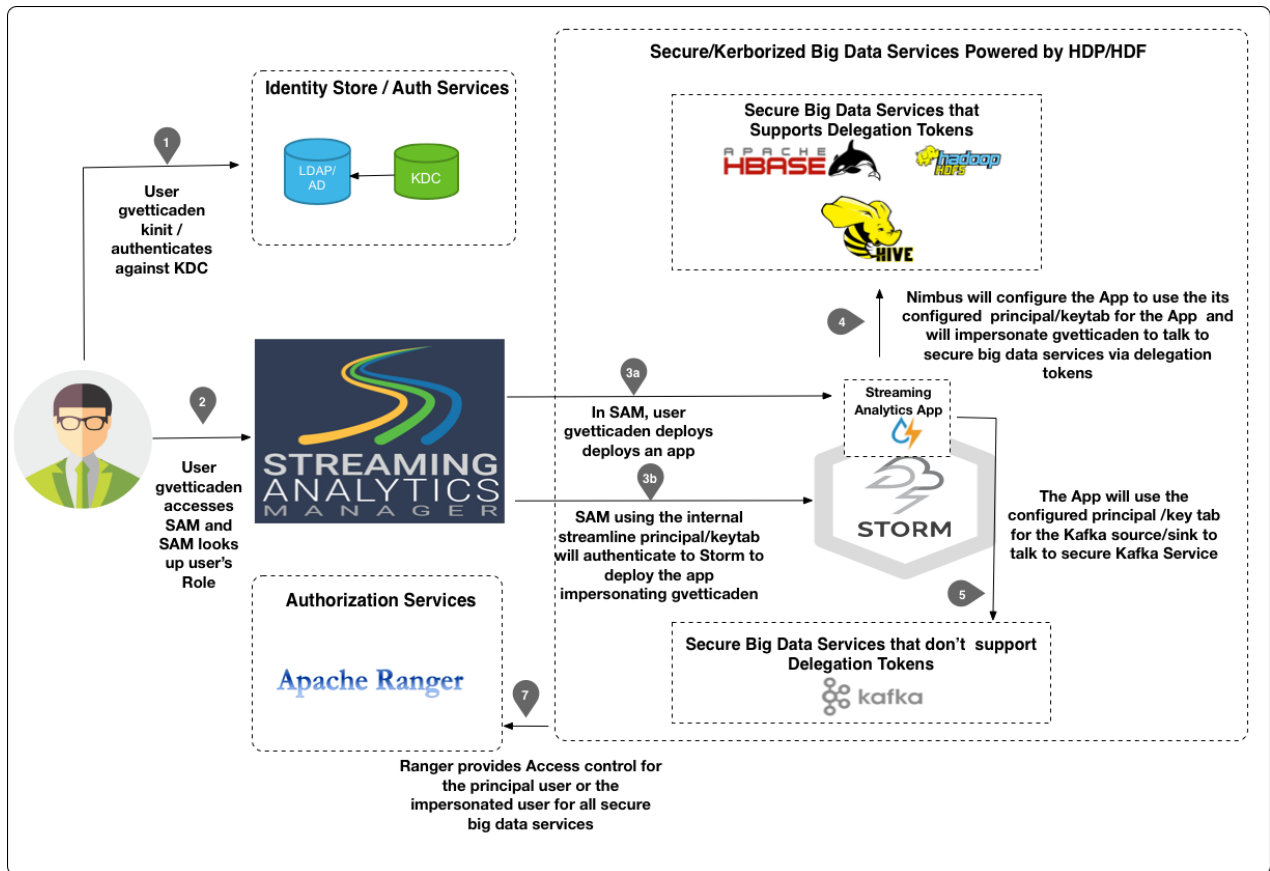 Secure/Kerborized Big Data Services Powered by HDP/HDF
Identity Store / Auth Services
LDAP/
AD
KDC
1
User
gvetticaden
kinit /
authenticates
against KDC
Secure Big Data Services that
Supports Delegation Tokens
APACHE
HBASE
hadoop
HDFS
HIVE
4
Nimbus will configure the App to use the its
configured principal/keytab for the App and
will impersonate gvetticaden to talk to
secure big data services via delegation
tokens
2
User
gvetticaden
accesses
SAM and
SAM looks
up user's
Role
STREAMING
ANALYTICS
MANAGER
3a
In SAM, user
gvetticaden deploys
deploys an app
3b
SAM using the internal
streamline principal/keytab
will authenticate to Storm to
deploy the app
impersonating gvetticaden
Streaming
Analytics App
STORM
The App will use the
configured principal /key tab
for the Kafka source/sink to
talk to secure Kafka Service
5
Secure Big Data Services that don't support
Delegation Tokens
kafka
Authorization Services
Apache Ranger
7
Ranger provides Access control for
the principal user or the
impersonated user for all secure
big data services